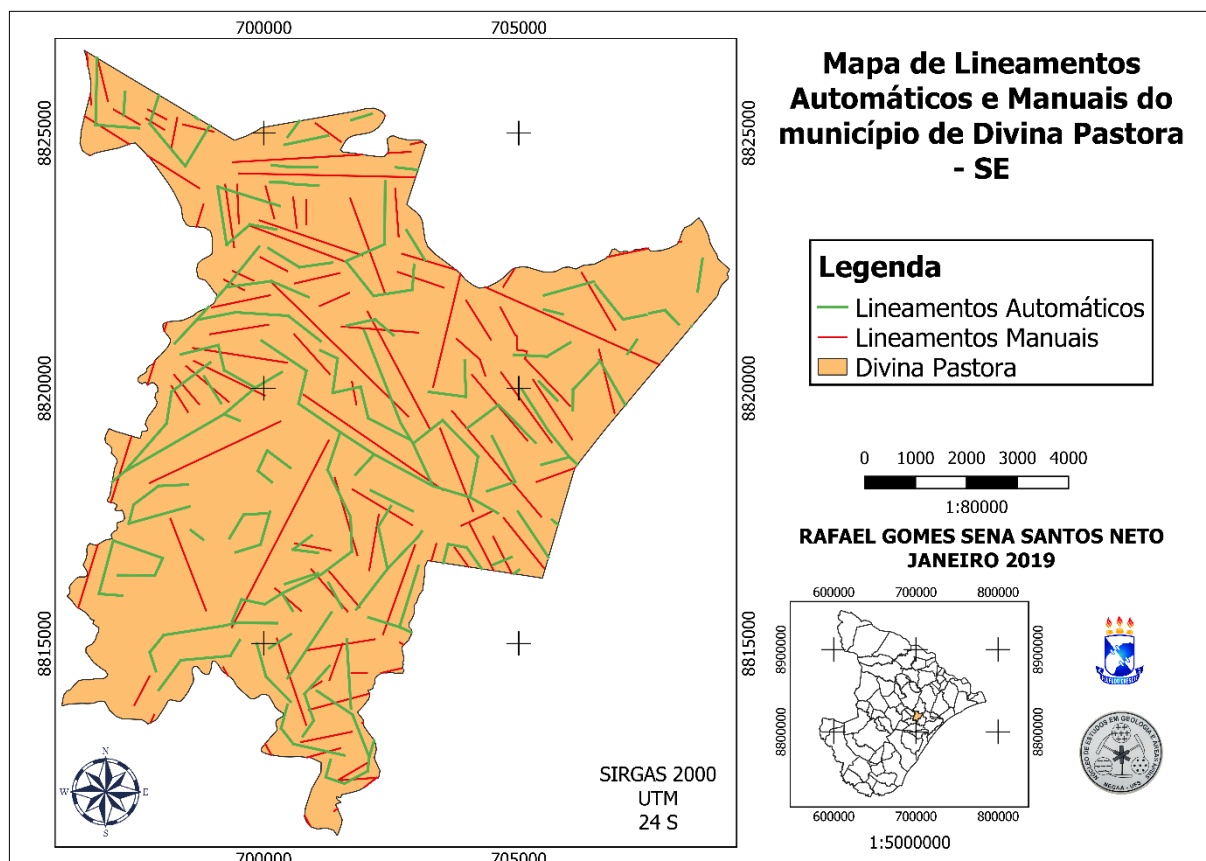 700000 705000
Mapa de Lineamentos
Automáticos e Manuais do
município de Divina Pastora
- SE
8825000 8825000
Legenda
Lineamentos Automáticos
Lineamentos Manuais
Divina Pastora
8820000 8820000
0 1000 2000 3000 4000
1:80000
RAFAEL GOMES SENA SANTOS NETO
JANEIRO 2019
600000 700000 800000
8815000 8815000
8900000 8900000
8800000 8800000
N
W E
S
SIRGAS 2000
UTM
24 S
600000 700000 800000
1:5000000
700000 705000